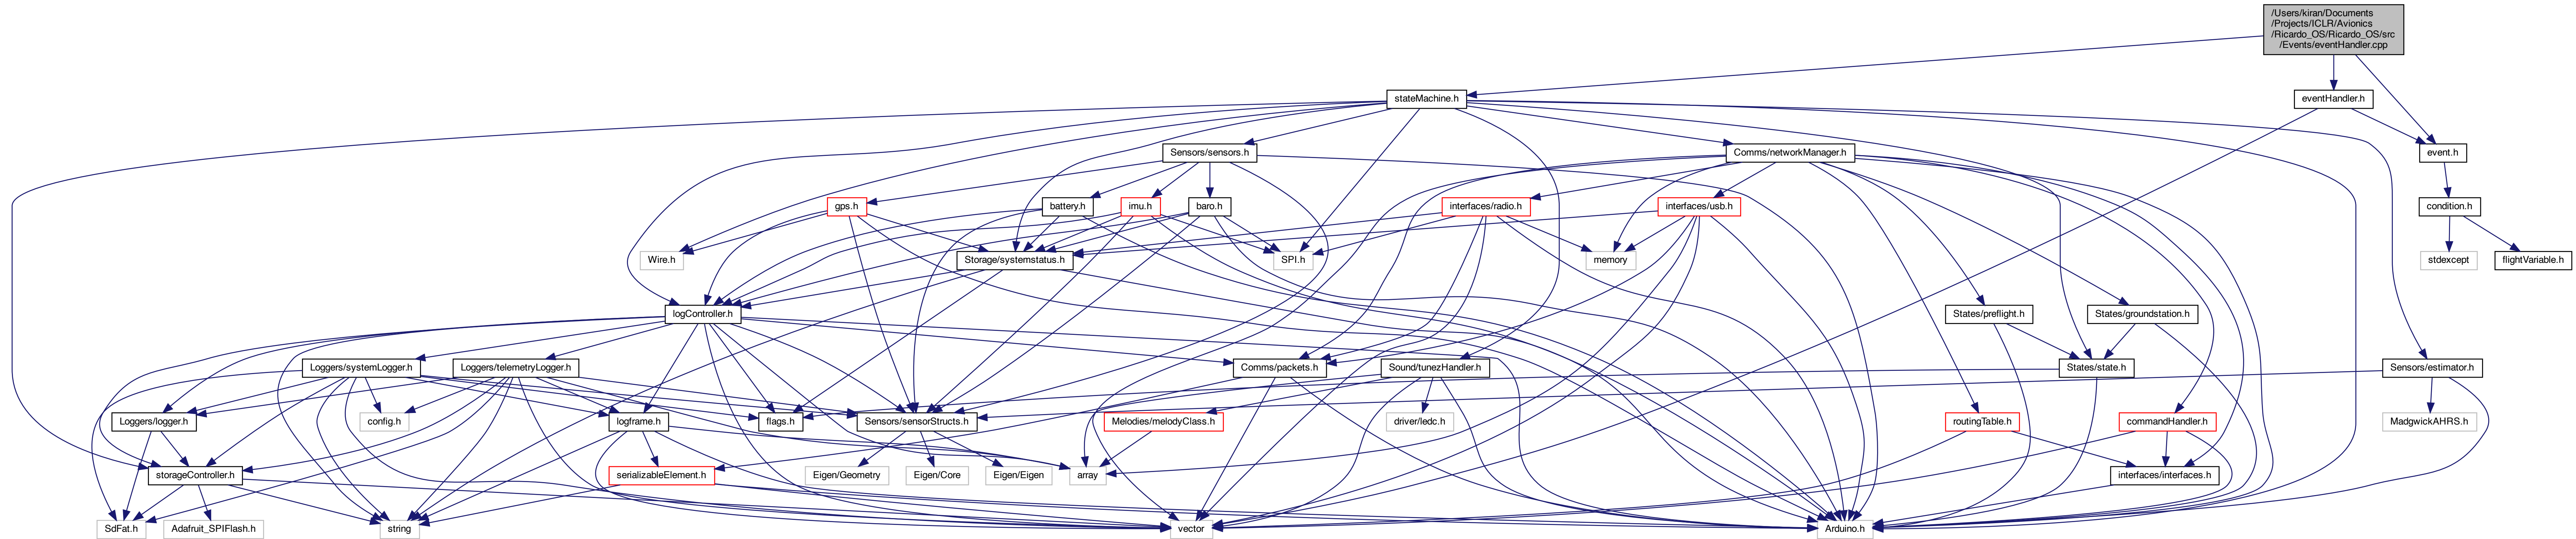 /Users/kiran/Documents
/Projects/ICLR/Avionics
/Ricardo_OS/Ricardo_OS/src
/Events/eventHandler.cpp
stateMachine.h
eventHandler.h
Sensors/sensors.h
Comms/networkManager.h
event.h
gps.h
battery.h
imu.h
baro.h
interfaces/radio.h
interfaces/usb.h
condition.h
Wire.h
Storage/systemstatus.h
SPI.h
memory
stdexcept
flightVariable.h
logController.h
States/preflight.h
States/groundstation.h
Loggers/systemLogger.h
Loggers/telemetryLogger.h
Comms/packets.h
Sound/tunezHandler.h
States/state.h
Sensors/estimator.h
Loggers/logger.h
config.h
logframe.h
flags.h
Sensors/sensorStructs.h
Melodies/melodyClass.h
driver/ledc.h
routingTable.h
commandHandler.h
MadgwickAHRS.h
storageController.h
serializableElement.h
Eigen/Geometry
Eigen/Core
Eigen/Eigen
array
interfaces/interfaces.h
SdFat.h
Adafruit_SPIFlash.h
string
vector
Arduino.h